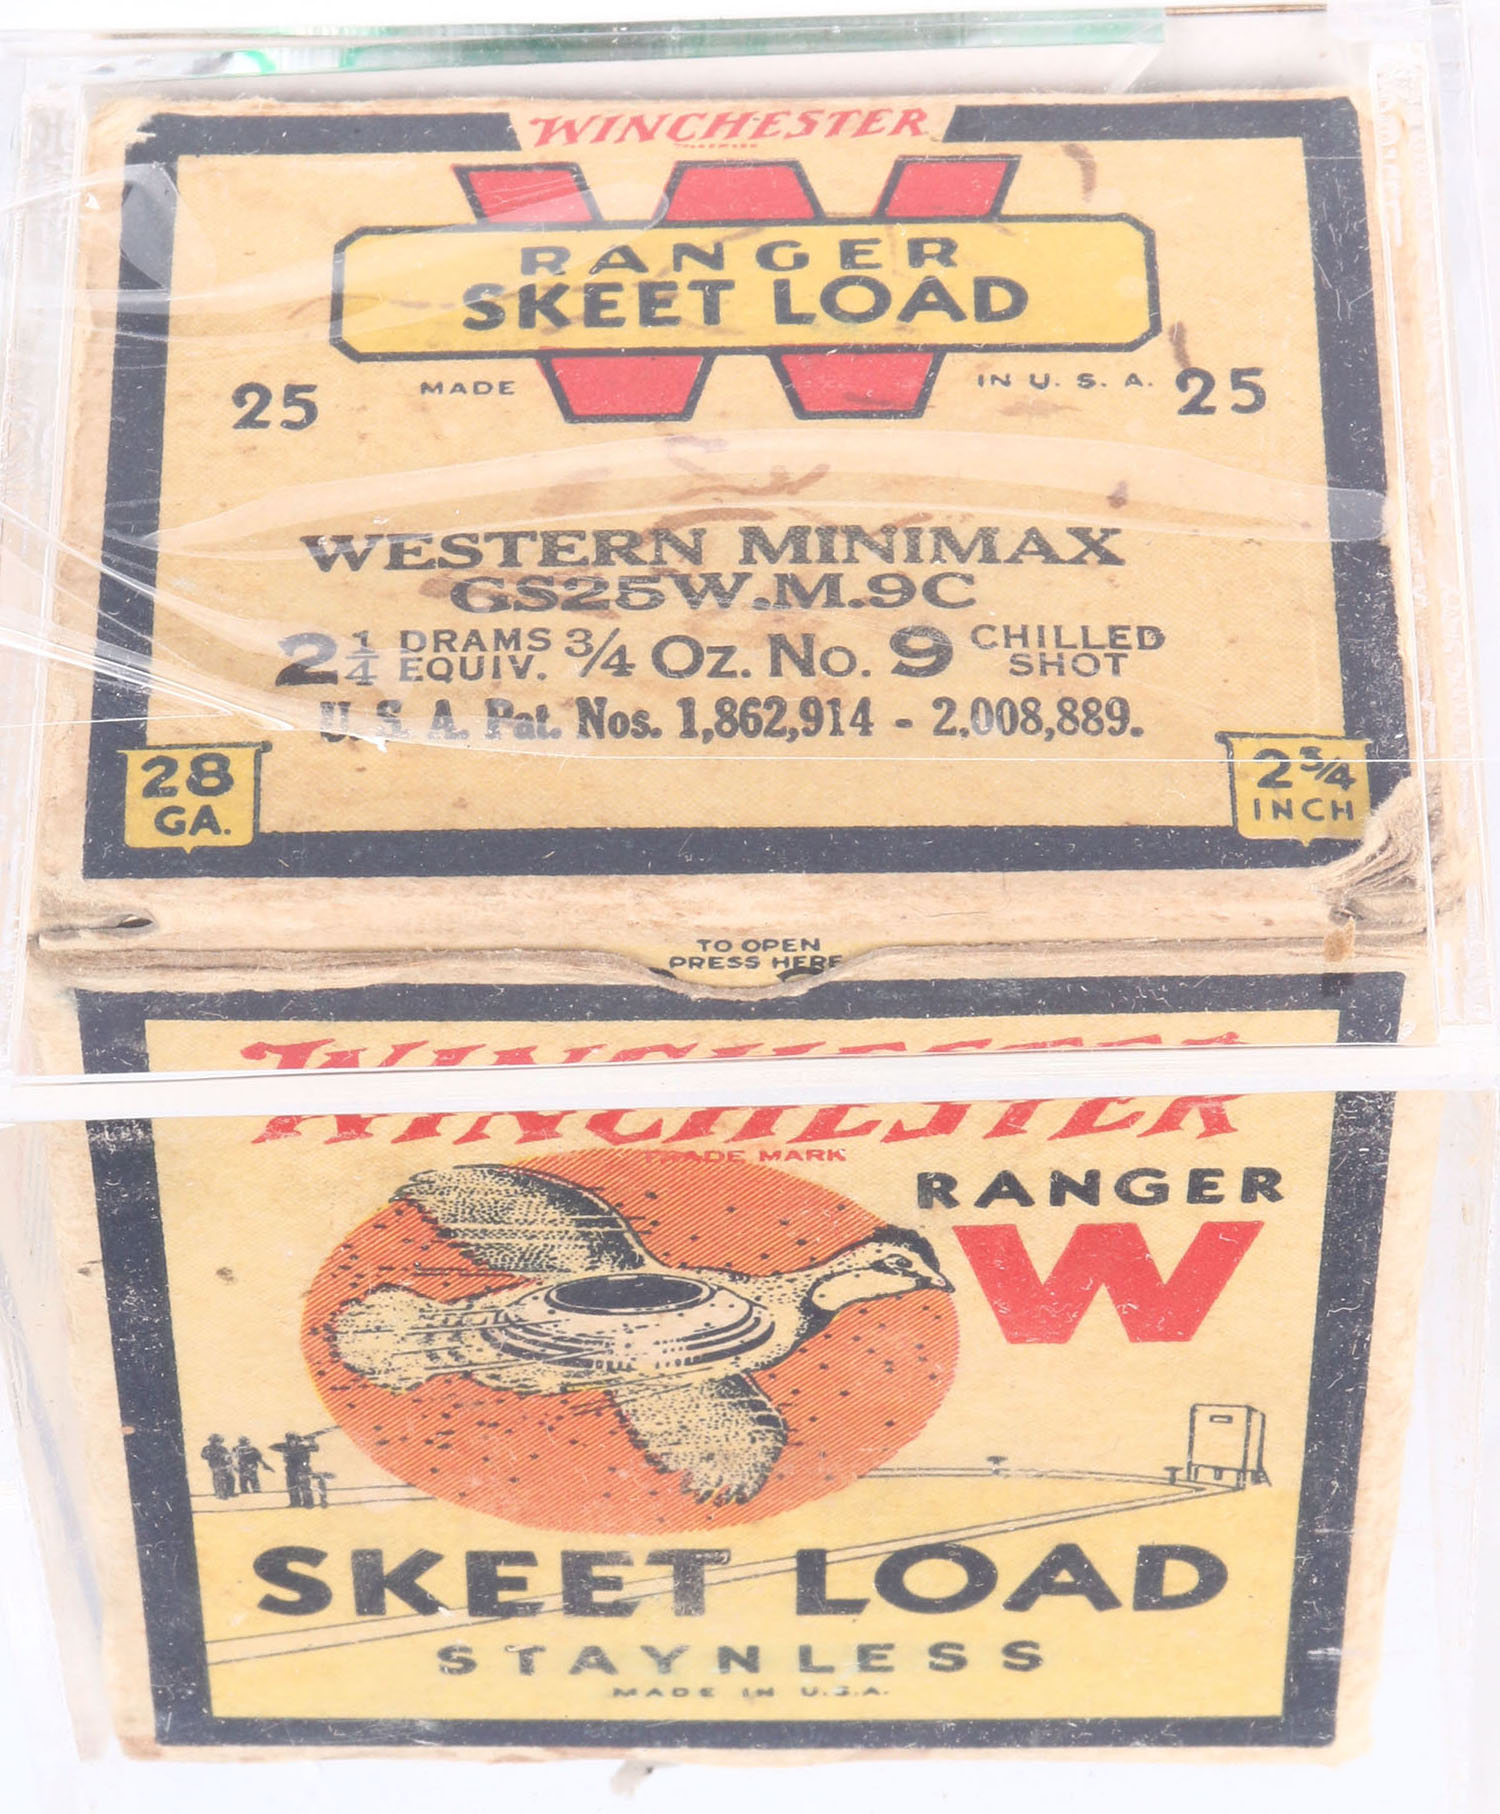 WINCHESTER
TRADE MARK
RANGER
SKEET LOAD
25 MADE IN U. S. A. 25
WESTERN MINIMAX
GS25W.M.9C
2 1/4 DRAMS EQUIV. 3/4 OZ. NO. 9 CHILLED SHOT
U. S. A. Pat. Nos. 1,862,914 - 2,008,889.
28 GA.
2 3/4 INCH
TO OPEN
PRESS HERE
WINCHESTER
TRADE MARK
RANGER
W
SKEET LOAD
STAYNLESS
MADE IN U.S.A.